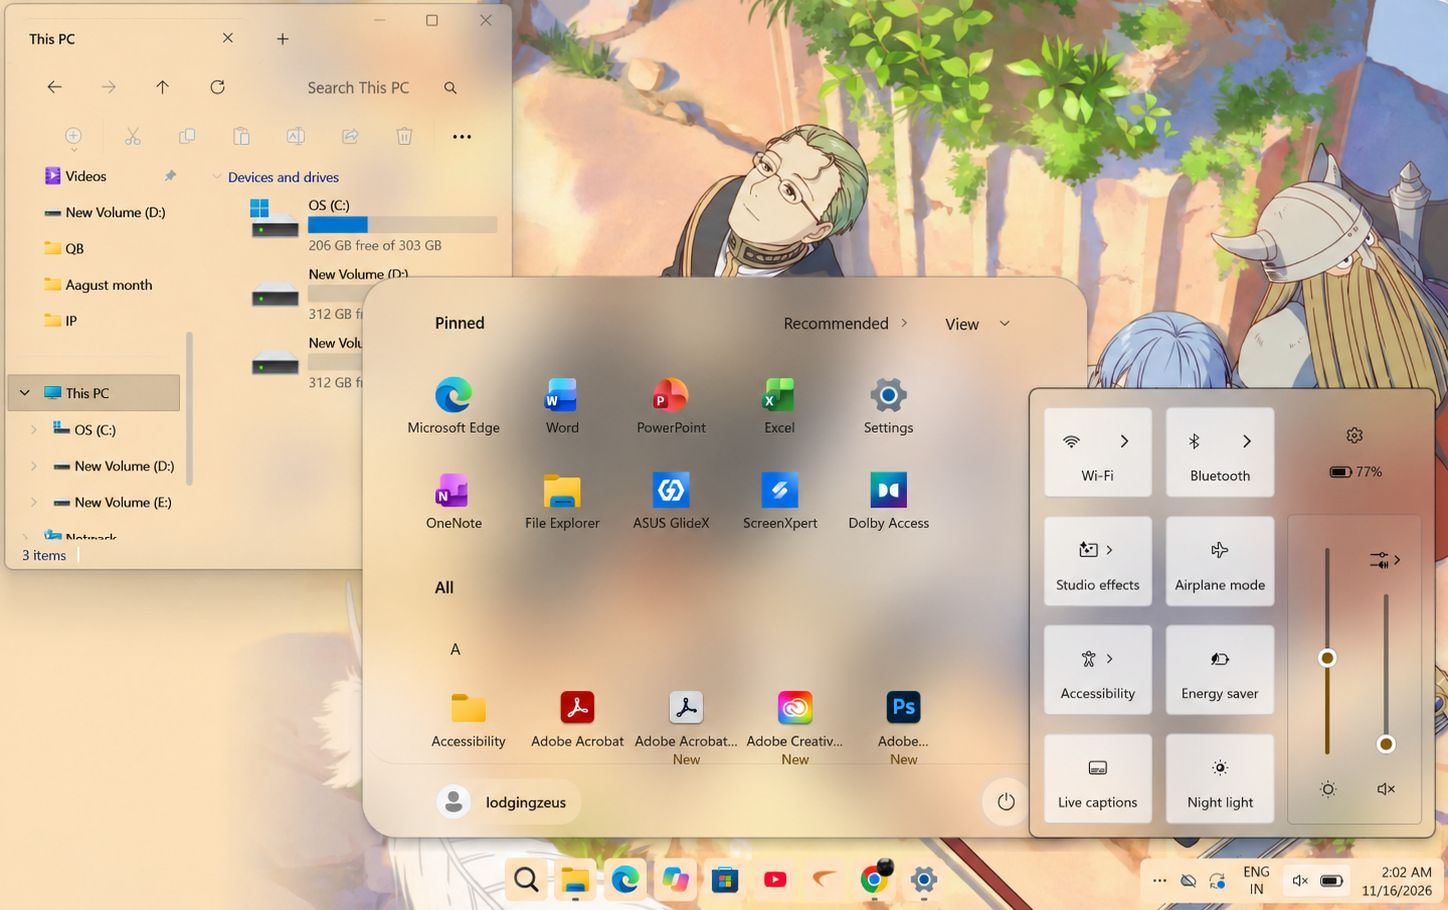 This PC
Search This PC
Videos
New Volume (D:)
QB
Aagust month
IP
This PC
OS (C:)
New Volume (D:)
New Volume (E:)
Network
3 items
Devices and drives
OS (C:)
206 GB free of 303 GB
New Volume (D:)
312 GB
New
312 GB
Pinned
Recommended
View
Microsoft Edge
Word
PowerPoint
Excel
Settings
OneNote
File Explorer
ASUS GlideX
ScreenXpert
Dolby Access
All
A
Accessibility
Adobe Acrobat
Adobe Acrobat...
New
Adobe Creativ...
New
Ps
Adobe...
New
lodgingzeus
Wi-Fi
Bluetooth
77%
Studio effects
Airplane mode
Accessibility
Energy saver
Live captions
Night light
ENG
IN
2:02 AM
11/16/2026